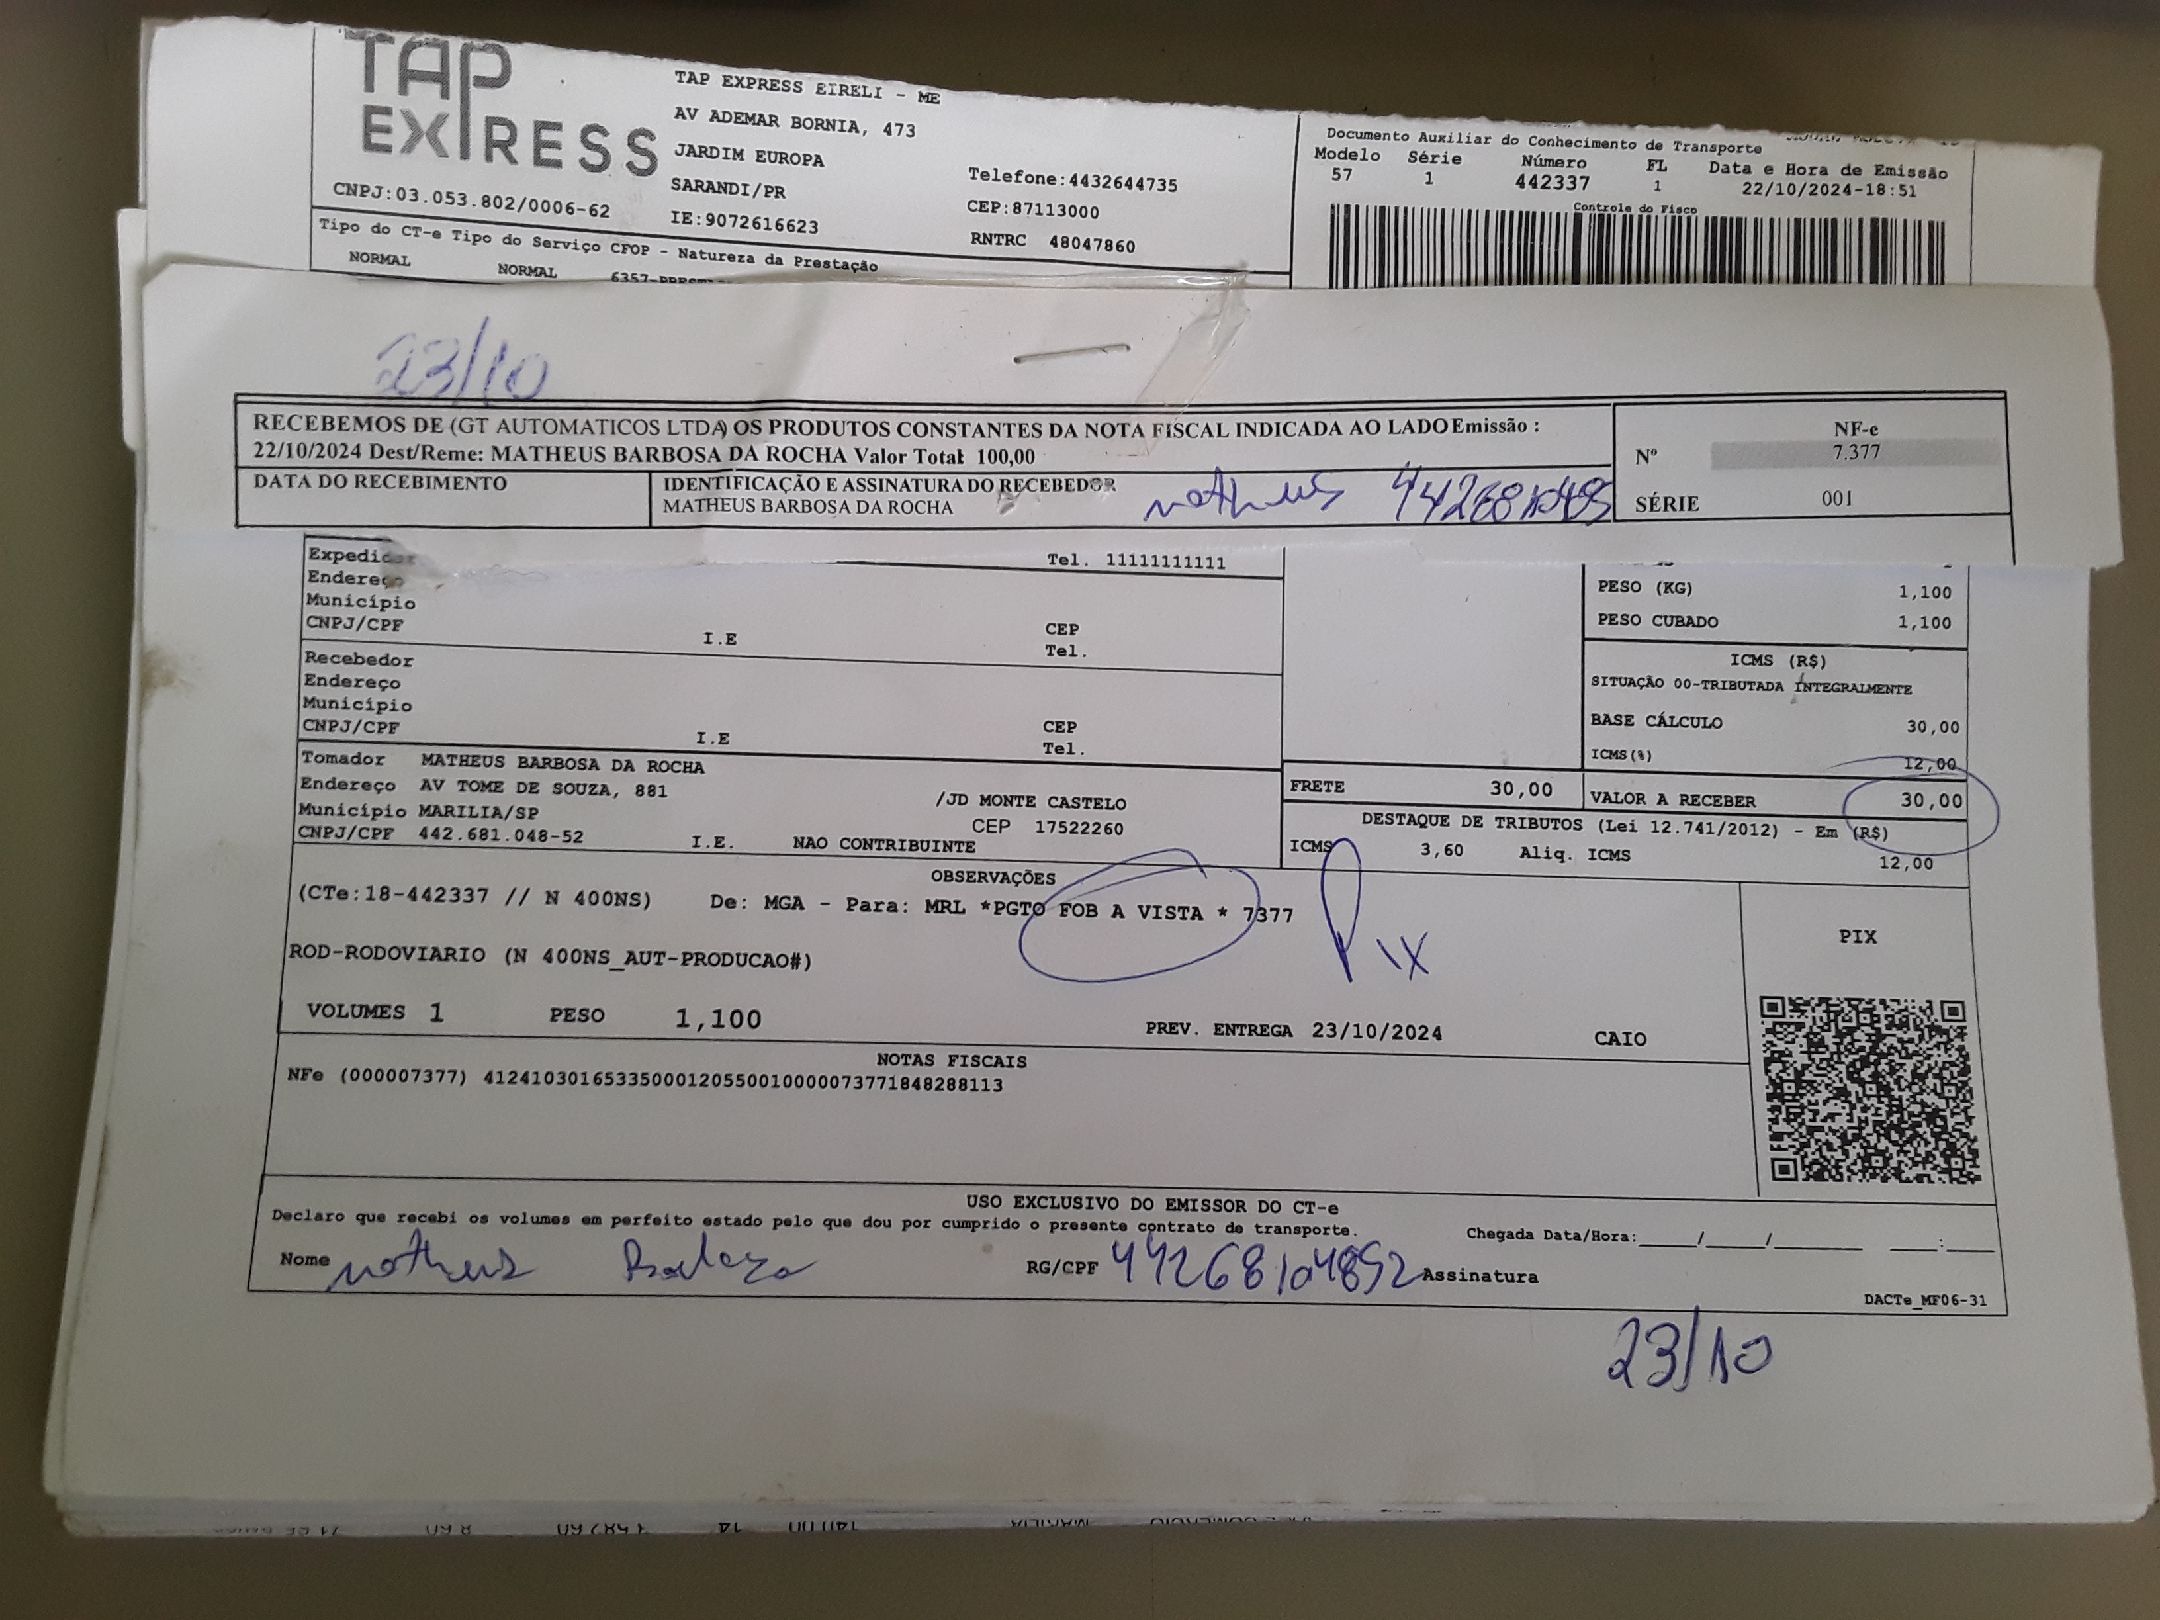 TAP EXPRESS
TAP EXPRESS EIRELI - ME
AV ADEMAR BORNIA, 473
JARDIM EUROPA
SARANDI/PR
IE:9072616623
CNPJ:03.053.802/0006-62
Telefone:4432644735
CEP:87113000
RNTRC 48047860
Documento Auxiliar do Conhecimento de Transporte
Modelo Série Número FL Data e Hora de Emissão
57 1 442337 1 22/10/2024-18:51
Controle do Fisco
Tipo do CT-e Tipo do Serviço CFOP - Natureza da Prestação
NORMAL NORMAL
23/10
RECEBEMOS DE (GT AUTOMATICOS LTDA) OS PRODUTOS CONSTANTES DA NOTA FISCAL INDICADA AO LADO Emissão :
22/10/2024 Dest/Reme: MATHEUS BARBOSA DA ROCHA Valor Total: 100,00
NF-e
Nº 7.377
SÉRIE 001
DATA DO RECEBIMENTO
IDENTIFICAÇÃO E ASSINATURA DO RECEBEDOR
MATHEUS BARBOSA DA ROCHA
matheus
Expedidor Tel. 11111111111
Endereço
Município
CNPJ/CPF I.E CEP
Tel.
Recebedor
Endereço
Município
CNPJ/CPF I.E CEP
Tel.
PESO (KG) 1,100
PESO CUBADO 1,100
ICMS (R$)
SITUAÇÃO 00-TRIBUTADA INTEGRALMENTE
BASE CÁLCULO 30,00
ICMS(%) 12,00
Tomador MATHEUS BARBOSA DA ROCHA
Endereço AV TOME DE SOUZA, 881 /JD MONTE CASTELO
Município MARILIA/SP CEP 17522260
CNPJ/CPF 442.681.048-52 I.E. NAO CONTRIBUINTE
FRETE 30,00 VALOR A RECEBER 30,00
DESTAQUE DE TRIBUTOS (Lei 12.741/2012) - Em (R$)
ICMS 3,60 Aliq. ICMS 12,00
OBSERVAÇÕES
(CTe:18-442337 // N 400NS) De: MGA - Para: MRL *PGTO FOB A VISTA * 7377
Pix
ROD-RODOVIARIO (N 400NS_AUT-PRODUCAO#)
VOLUMES 1 PESO 1,100 PREV. ENTREGA 23/10/2024 CAIO
PIX
NOTAS FISCAIS
NFe (000007377) 41241030165335000120550010000073771848288113
USO EXCLUSIVO DO EMISSOR DO CT-e
Declaro que recebi os volumes em perfeito estado pelo que dou por cumprido o presente contrato de transporte. Chegada Data/Hora:____/____/______ ___:___
Nome matheus RG/CPF 44268104852 Assinatura
DACTe_MF06-31
23/10